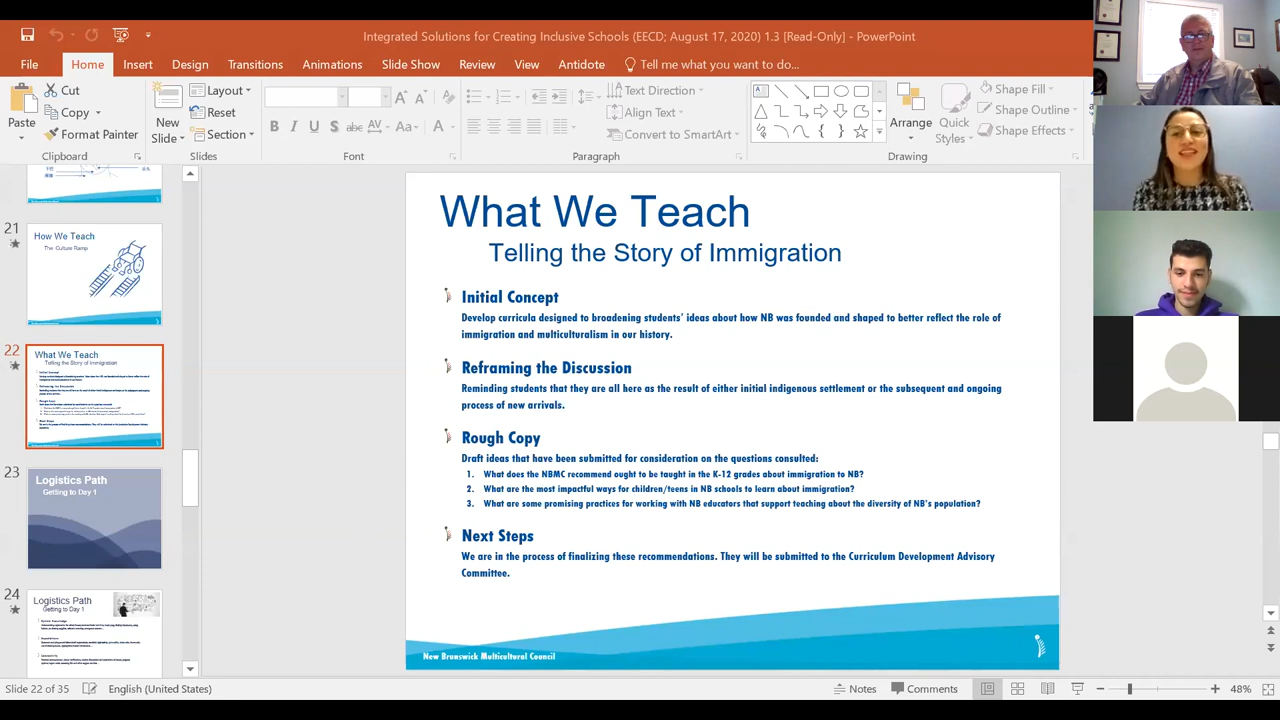 Integrated Solutions for Creating Inclusive Schools (EECD; August 17, 2020) 1.3 [Read-Only] - PowerPoint
File Home Insert Design Transitions Animations Slide Show Review View Antidote Tell me what you want to do...
Paste
Cut
Copy
Format Painter
Clipboard
New
Slide
Layout
Reset
Section
Slides
B I U S abc AV Aa A
Font
Text Direction
Align Text
Convert to SmartArt
Paragraph
Arrange
Quick
Styles
Shape Fill
Shape Outline
Shape Effects
Drawing
21
How We Teach
The Culture Ramp
22
What We Teach
Telling the Story of Immigration
23
Logistics Path
Getting to Day 1
24
Logistics Path
Getting to Day 1
What We Teach
Telling the Story of Immigration
Initial Concept
Develop curricula designed to broadening students' ideas about how NB was founded and shaped to better reflect the role of
immigration and multiculturalism in our history.
Reframing the Discussion
Reminding students that they are all here as the result of either initial indigenous settlement or the subsequent and ongoing
process of new arrivals.
Rough Copy
Draft ideas that have been submitted for consideration on the questions consulted:
1. What does the NBMC recommend ought to be taught in the K-12 grades about immigration to NB?
2. What are the most impactful ways for children/teens in NB schools to learn about immigration?
3. What are some promising practices for working with NB educators that support teaching about the diversity of NB's population?
Next Steps
We are in the process of finalizing these recommendations. They will be submitted to the Curriculum Development Advisory
Committee.
New Brunswick Multicultural Council
Slide 22 of 35 English (United States) Notes Comments 48%